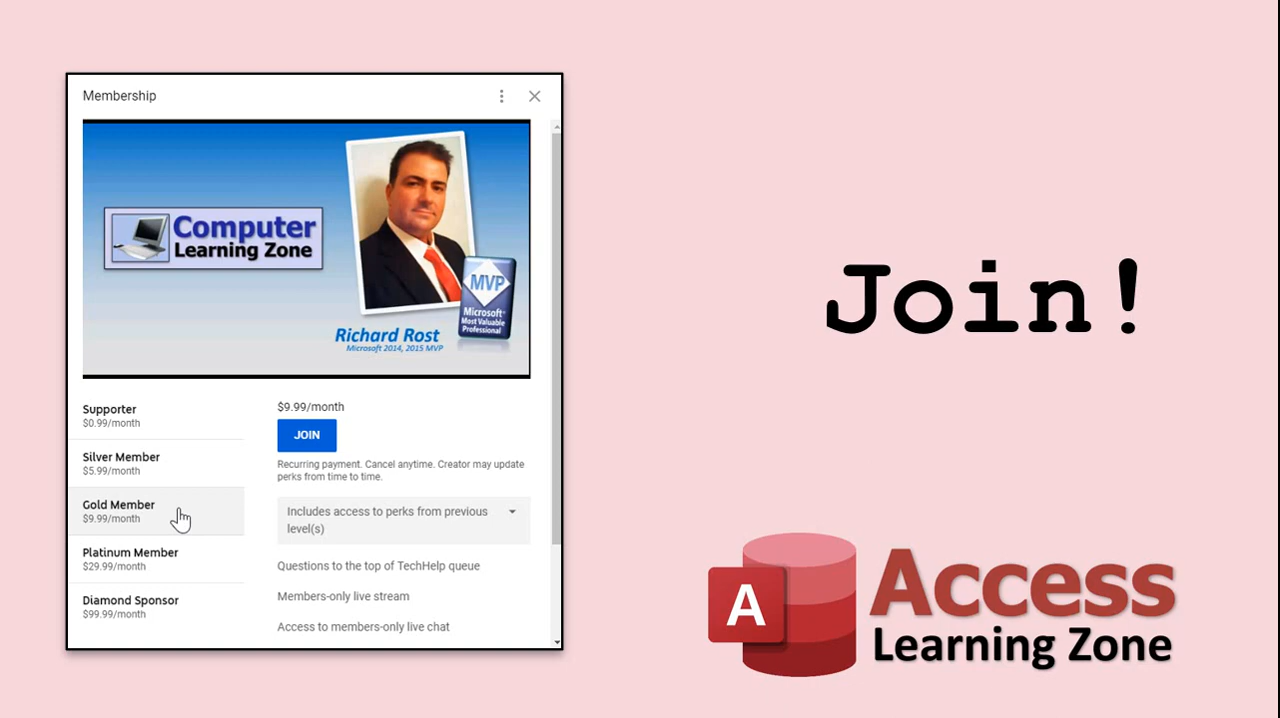 Membership
Computer
Learning Zone
MVP
Microsoft®
Most Valuable
Professional
Richard Rost
Microsoft 2014, 2015 MVP
Supporter
$0.99/month
Silver Member
$5.99/month
Gold Member
$9.99/month
Platinum Member
$29.99/month
Diamond Sponsor
$99.99/month
$9.99/month
JOIN
Recurring payment. Cancel anytime. Creator may update
perks from time to time.
Includes access to perks from previous
level(s)
Questions to the top of TechHelp queue
Members-only live stream
Access to members-only live chat
Join!
A
Access
Learning Zone